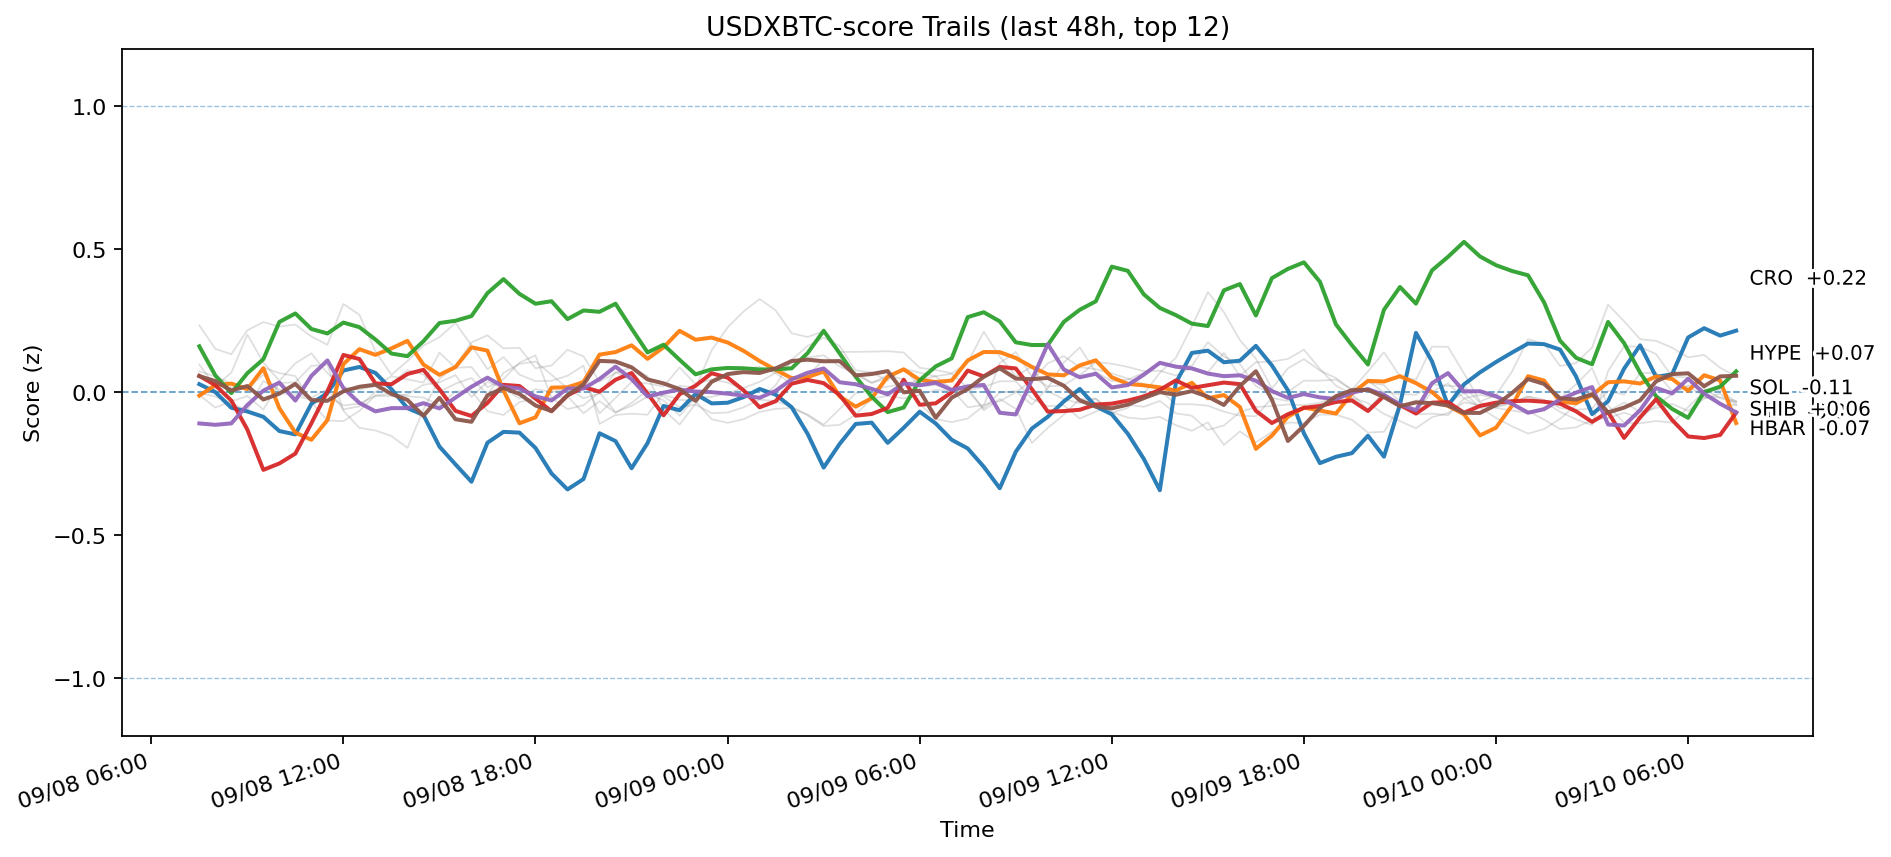 USDXBTC-score Trails (last 48h, top 12)
1.0
0.5
0.0
−0.5
−1.0
Score (z)
CRO +0.22
HYPE +0.07
SOL -0.11
SHIB +0.06
HBAR -0.07
09/08 06:00
09/08 12:00
09/08 18:00
09/09 00:00
09/09 06:00
09/09 12:00
09/09 18:00
09/10 00:00
09/10 06:00
Time